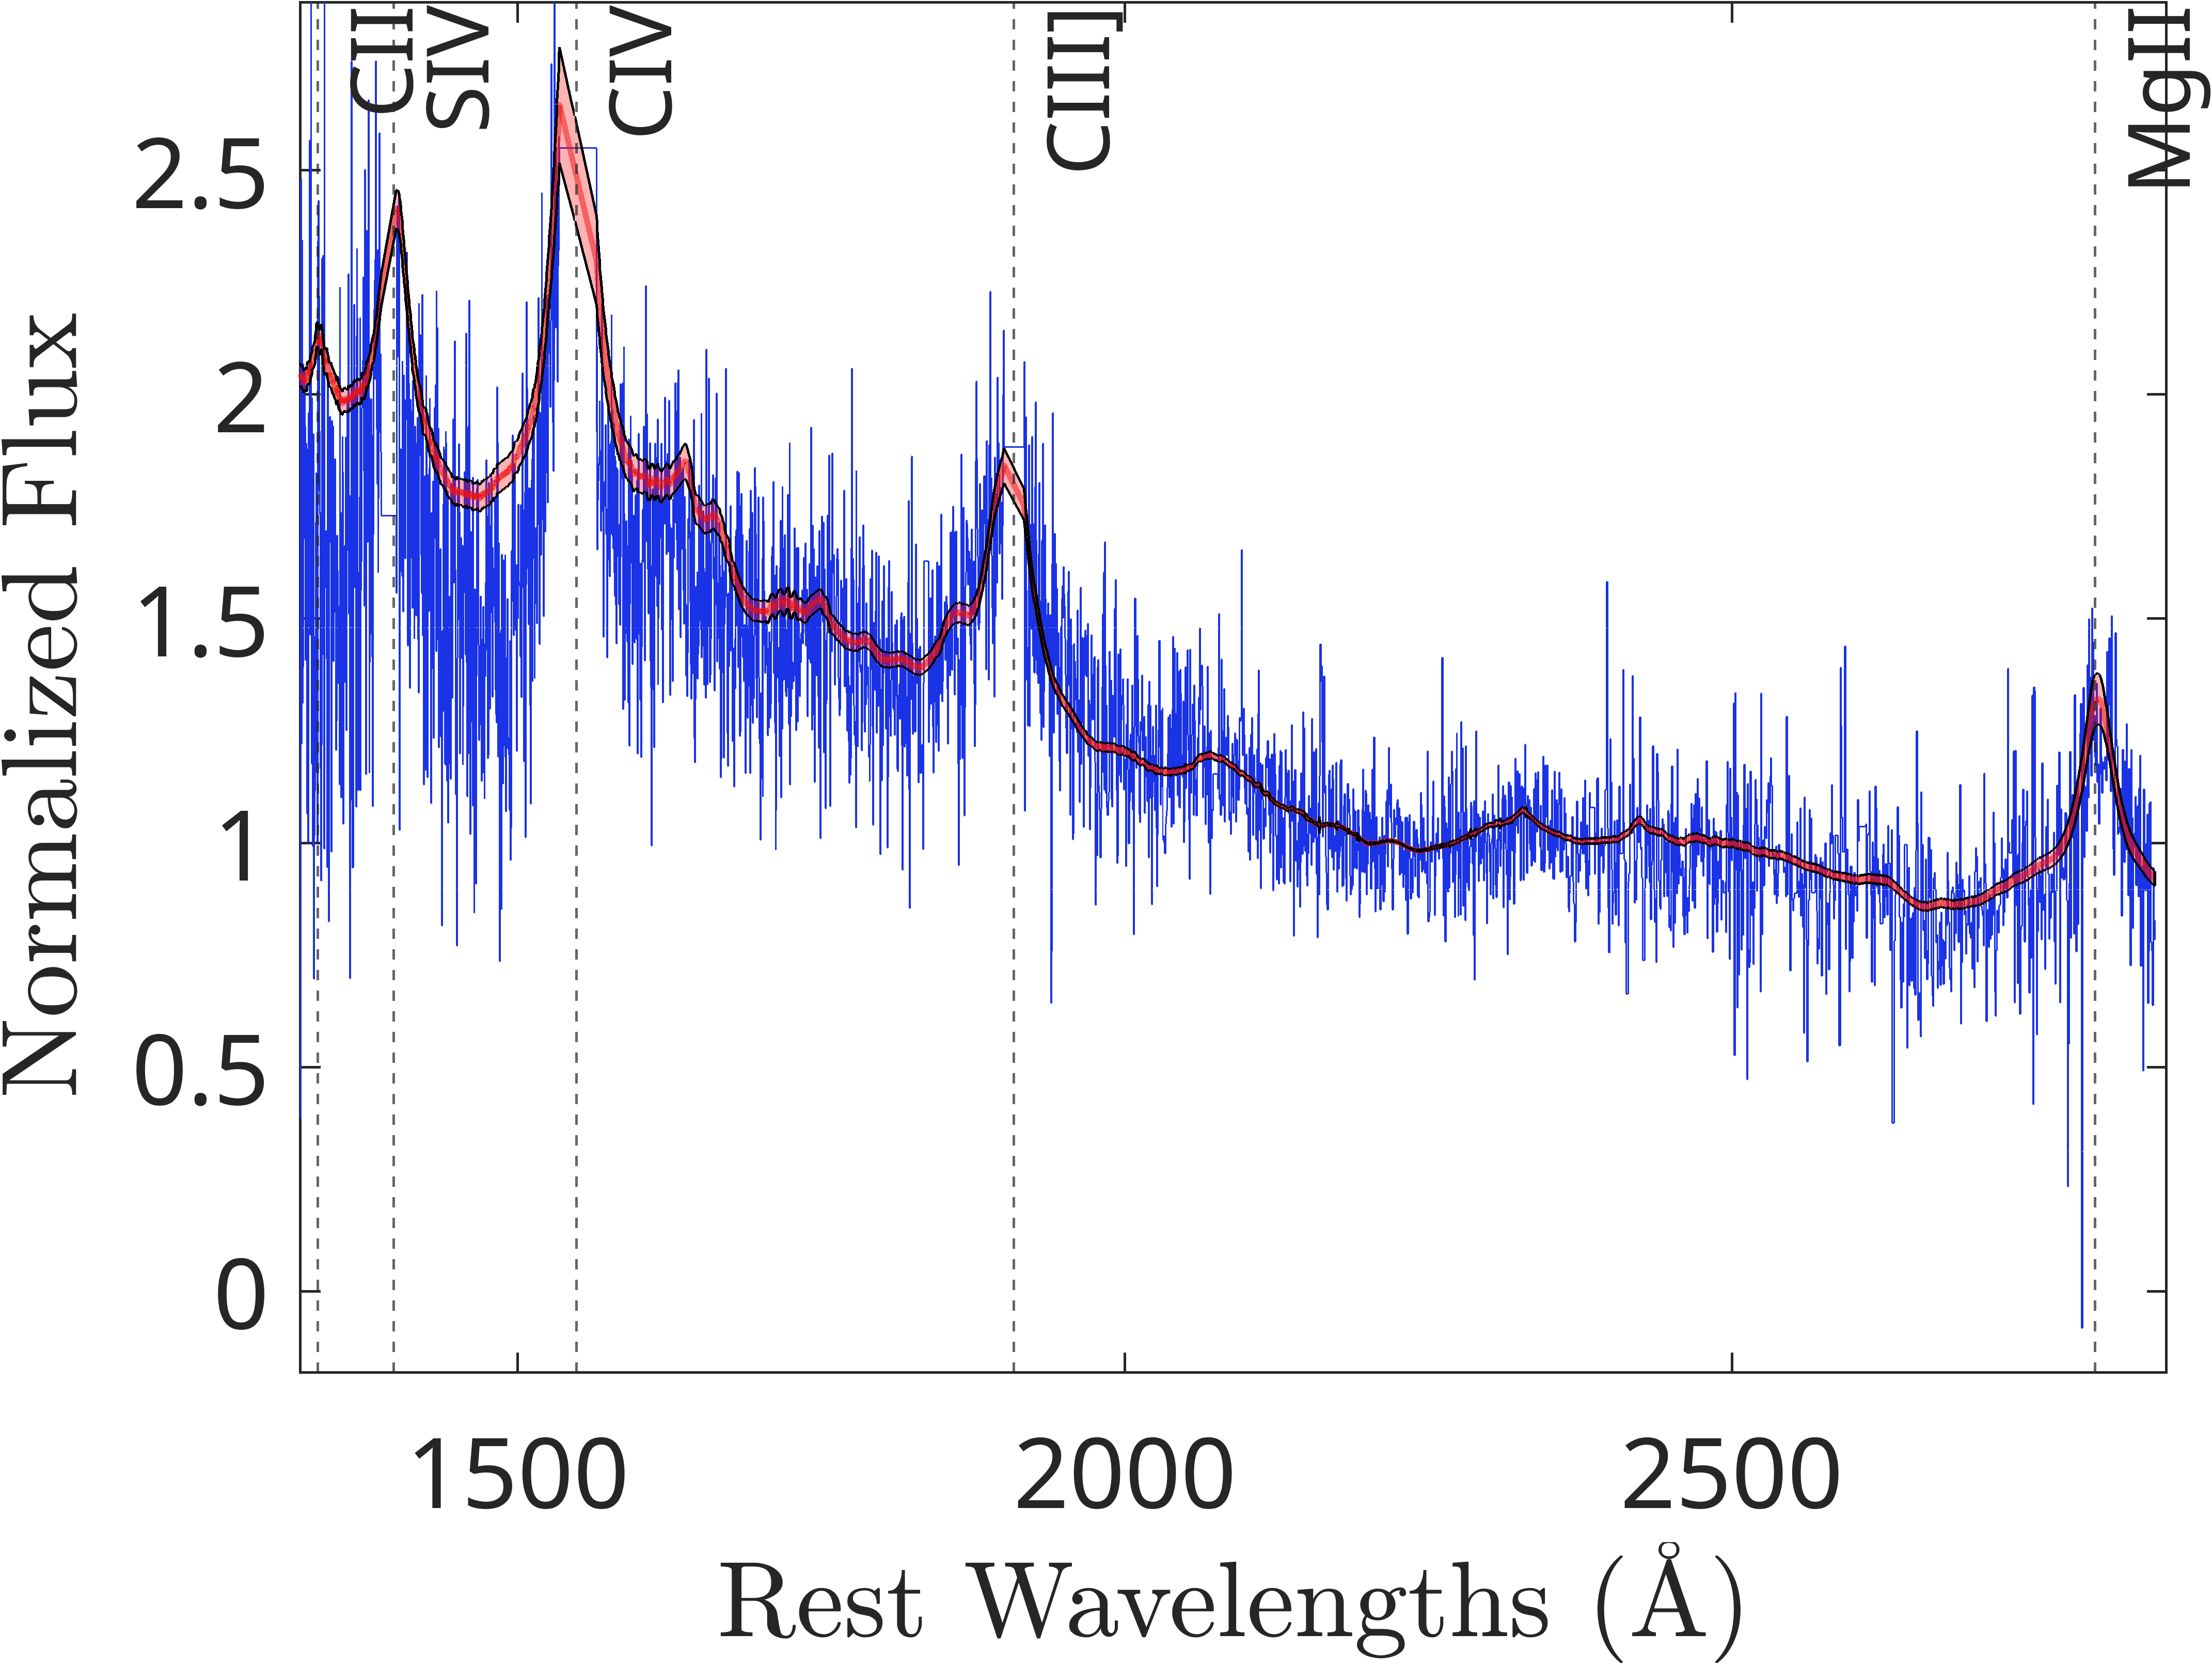 CII
SIV
CIV
CIII]
MgII
Normalized Flux
2.5
2
1.5
1
0.5
0
1500
2000
2500
Rest Wavelengths (Å)